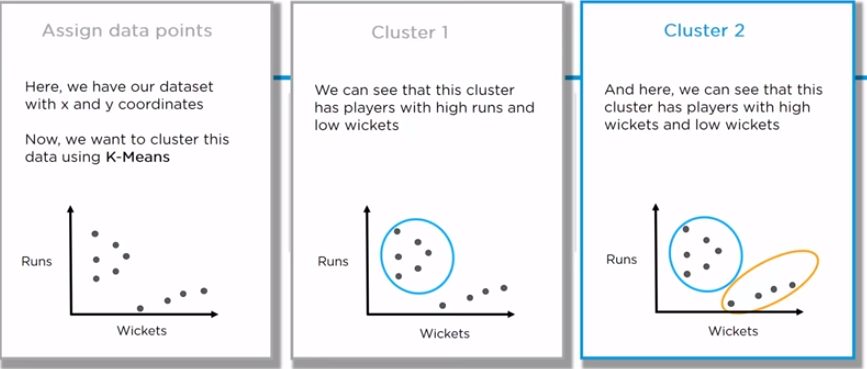 Assign data points
Here, we have our dataset
with x and y coordinates
Now, we want to cluster this
data using K-Means
Runs
Wickets
Cluster 1
We can see that this cluster
has players with high runs and
low wickets
Runs
Wickets
Cluster 2
And here, we can see that this
cluster has players with high
wickets and low wickets
Runs
Wickets